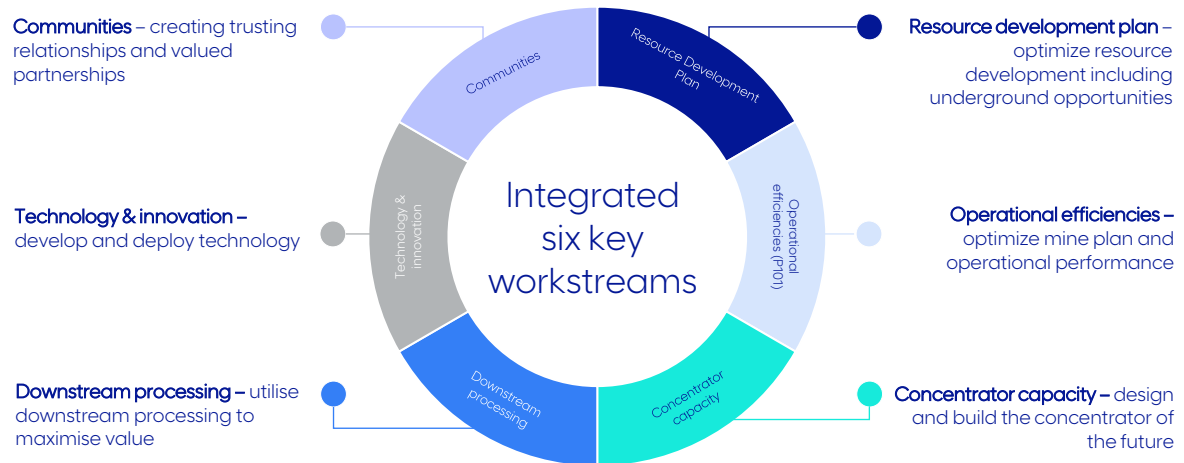 Communities – creating trusting
relationships and valued
partnerships
Technology & innovation –
develop and deploy technology
Downstream processing – utilise
downstream processing to
maximise value
Communities
Resource Development
Plan
Technology &
innovation
Operational
efficiencies (P101)
Integrated
six key
workstreams
Downstream
processing
Concentrator
capacity
Resource development plan –
optimize resource
development including
underground opportunities
Operational efficiencies –
optimize mine plan and
operational performance
Concentrator capacity – design
and build the concentrator of
the future